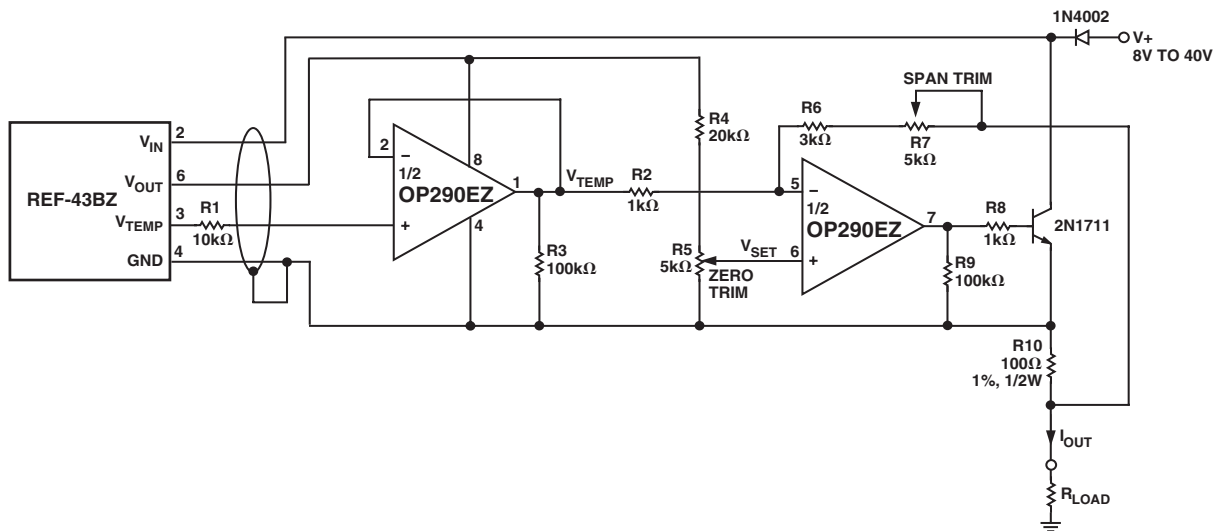 1N4002
V+
8V TO 40V
REF-43BZ
VIN
2
VOUT
6
VTEMP
3
GND
4
R1
10kΩ
2
−
1/2
OP290EZ
+
8
4
1
VTEMP
R3
100kΩ
R2
1kΩ
R4
20kΩ
R5
5kΩ
ZERO
TRIM
VSET
R6
3kΩ
SPAN TRIM
R7
5kΩ
5
−
1/2
OP290EZ
6
+
7
R8
1kΩ
R9
100kΩ
2N1711
R10
100Ω
1%, 1/2W
IOUT
RLOAD